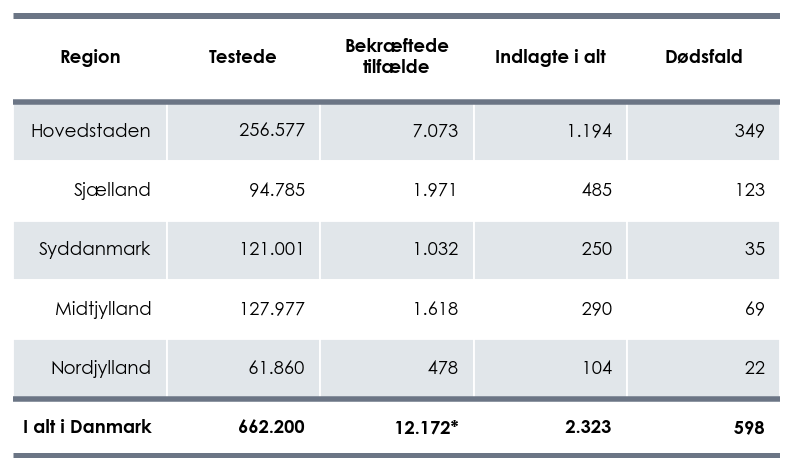 Region Testede Bekræftede tilfælde Indlagte i alt Dødsfald
Hovedstaden 256.577 7.073 1.194 349
Sjælland 94.785 1.971 485 123
Syddanmark 121.001 1.032 250 35
Midtjylland 127.977 1.618 290 69
Nordjylland 61.860 478 104 22
I alt i Danmark 662.200 12.172* 2.323 598